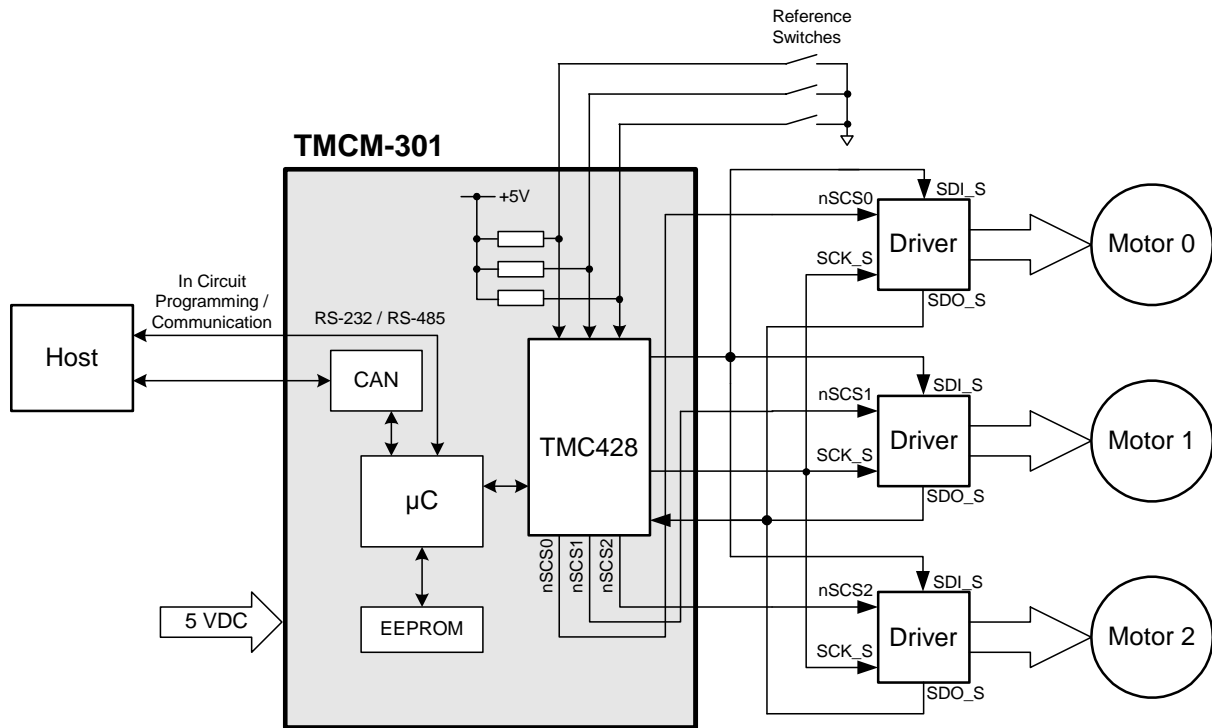 Reference
Switches
TMCM-301
+5V
nSCS0
SDI_S
Driver
Motor 0
SCK_S
SDO_S
In Circuit
Programming /
Communication
RS-232 / RS-485
Host
CAN
TMC428
nSCS1
SDI_S
Driver
Motor 1
SCK_S
SDO_S
µC
nSCS0
nSCS1
nSCS2
5 VDC
EEPROM
nSCS2
SDI_S
Driver
Motor 2
SCK_S
SDO_S